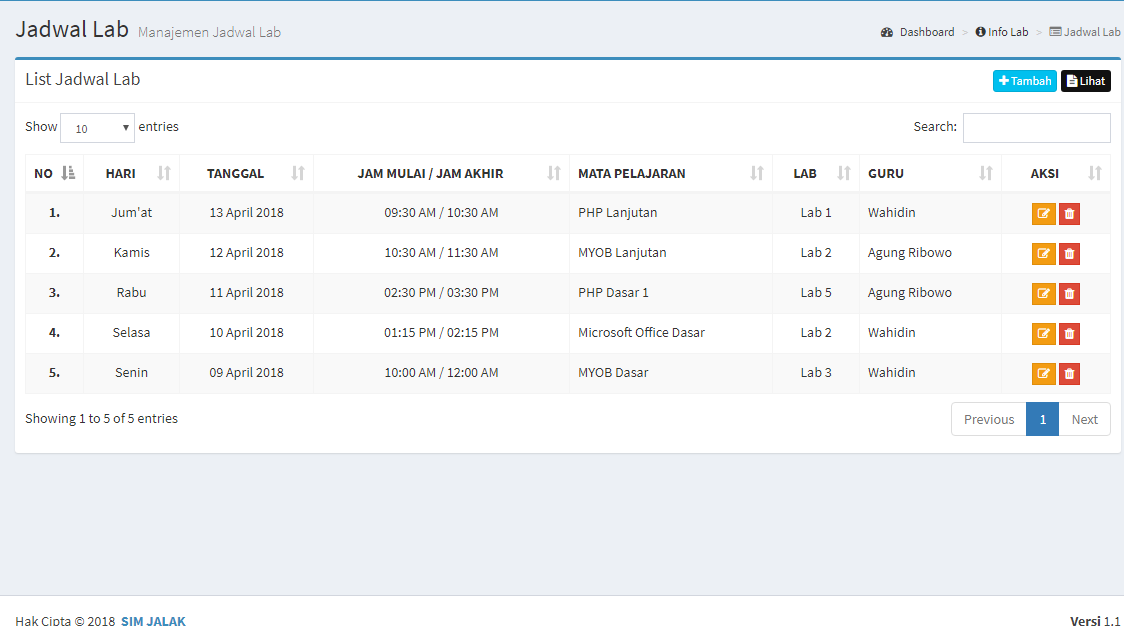 Jadwal Lab Manajemen Jadwal Lab Dashboard > Info Lab > Jadwal Lab
List Jadwal Lab Tambah Lihat
Show 10 entries Search:
NO HARI TANGGAL JAM MULAI / JAM AKHIR MATA PELAJARAN LAB GURU AKSI
1. Jum'at 13 April 2018 09:30 AM / 10:30 AM PHP Lanjutan Lab 1 Wahidin
2. Kamis 12 April 2018 10:30 AM / 11:30 AM MYOB Lanjutan Lab 2 Agung Ribowo
3. Rabu 11 April 2018 02:30 PM / 03:30 PM PHP Dasar 1 Lab 5 Agung Ribowo
4. Selasa 10 April 2018 01:15 PM / 02:15 PM Microsoft Office Dasar Lab 2 Wahidin
5. Senin 09 April 2018 10:00 AM / 12:00 AM MYOB Dasar Lab 3 Wahidin
Showing 1 to 5 of 5 entries Previous 1 Next
Hak Cipta © 2018 SIM JALAK Versi 1.1